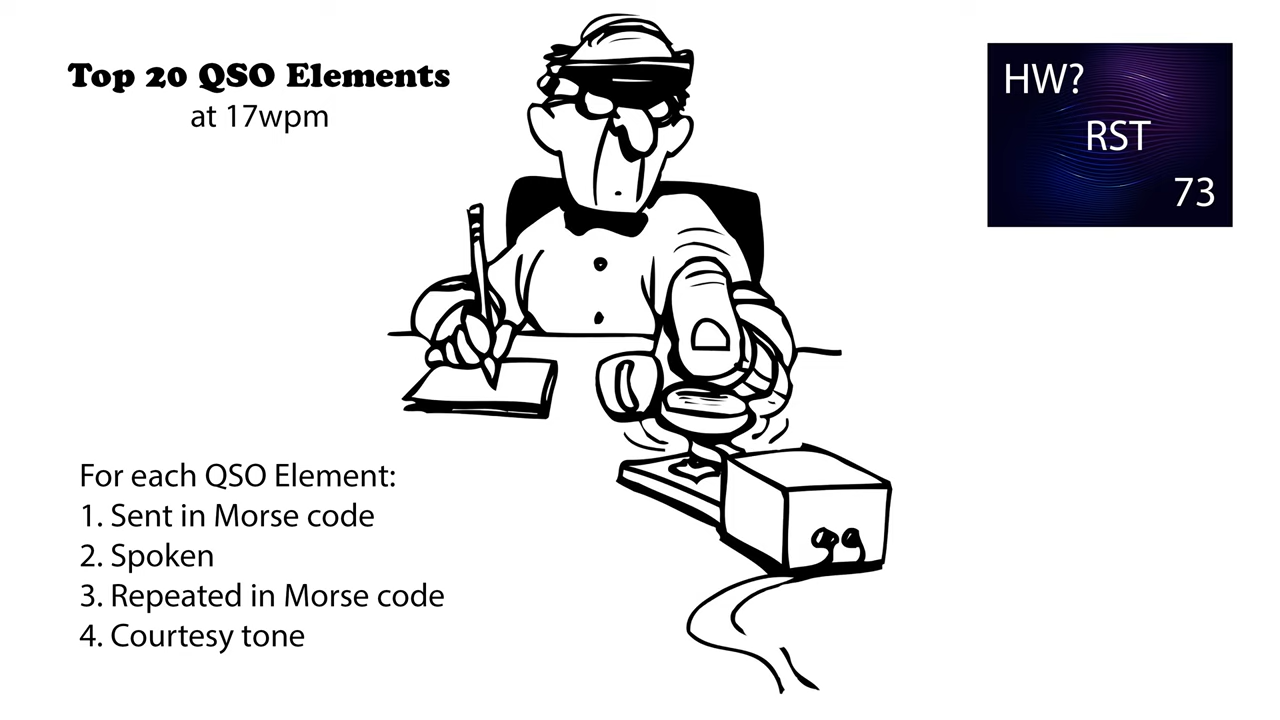 Top 20 QSO Elements
at 17wpm
HW?
RST
73
For each QSO Element:
1. Sent in Morse code
2. Spoken
3. Repeated in Morse code
4. Courtesy tone